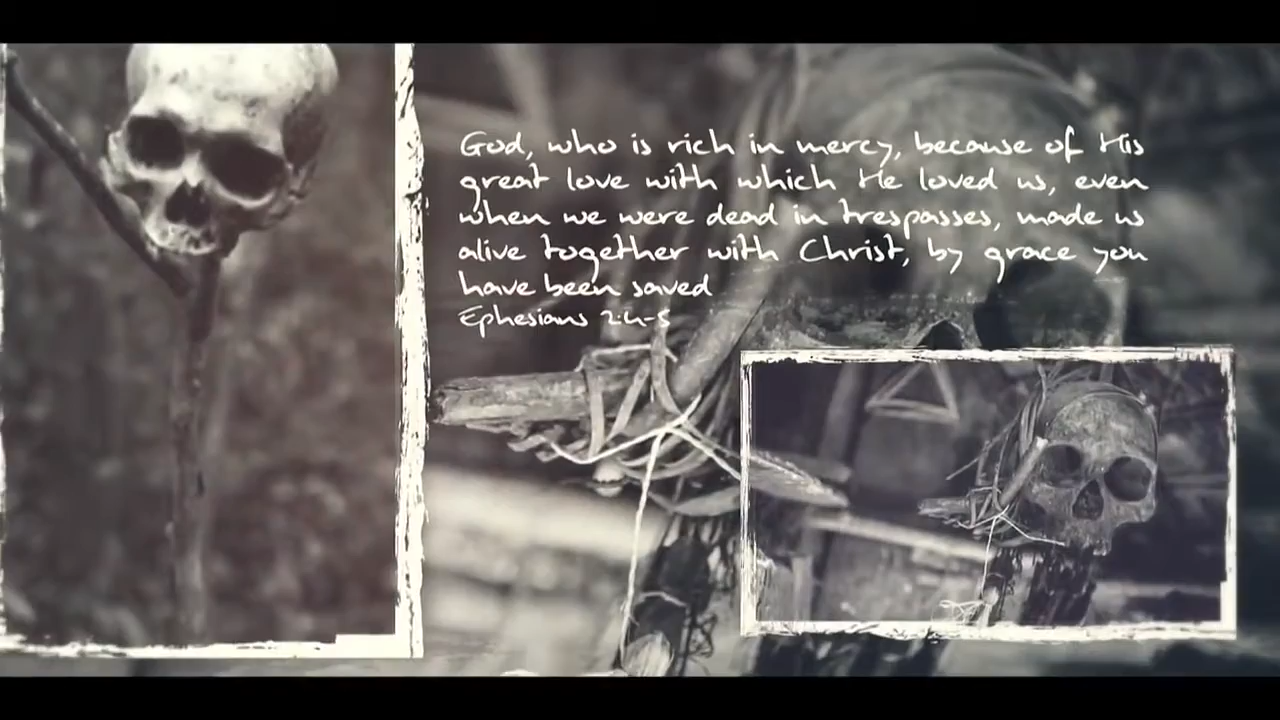 God, who is rich in mercy, because of His
great love with which He loved us, even
when we were dead in trespasses, made us
alive together with Christ, by grace you
have been saved
Ephesians 2:4-5